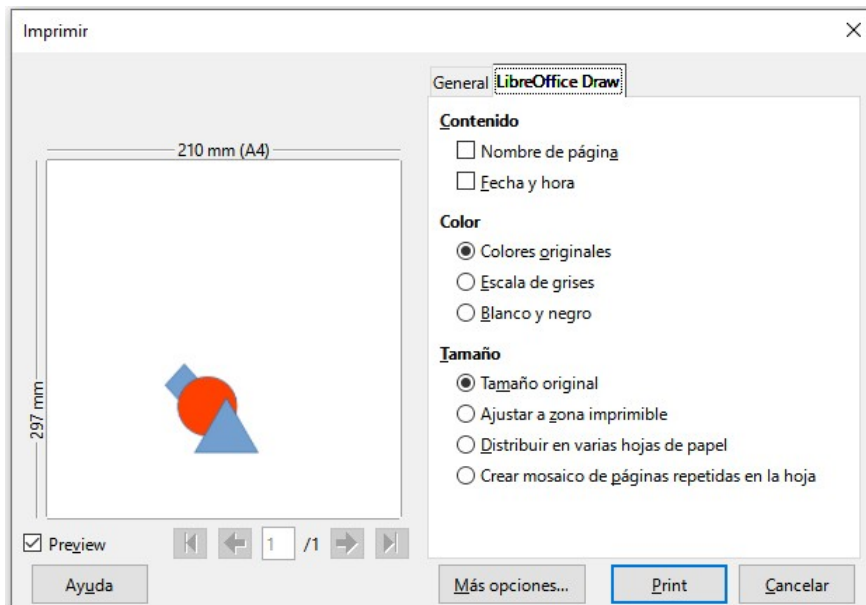 Imprimir
General
LibreOffice Draw
210 mm (A4)
297 mm
Contenido
Nombre de página
Fecha y hora
Color
Colores originales
Escala de grises
Blanco y negro
Tamaño
Tamaño original
Ajustar a zona imprimible
Distribuir en varias hojas de papel
Crear mosaico de páginas repetidas en la hoja
Preview
1 /1
Ayuda
Más opciones...
Print
Cancelar